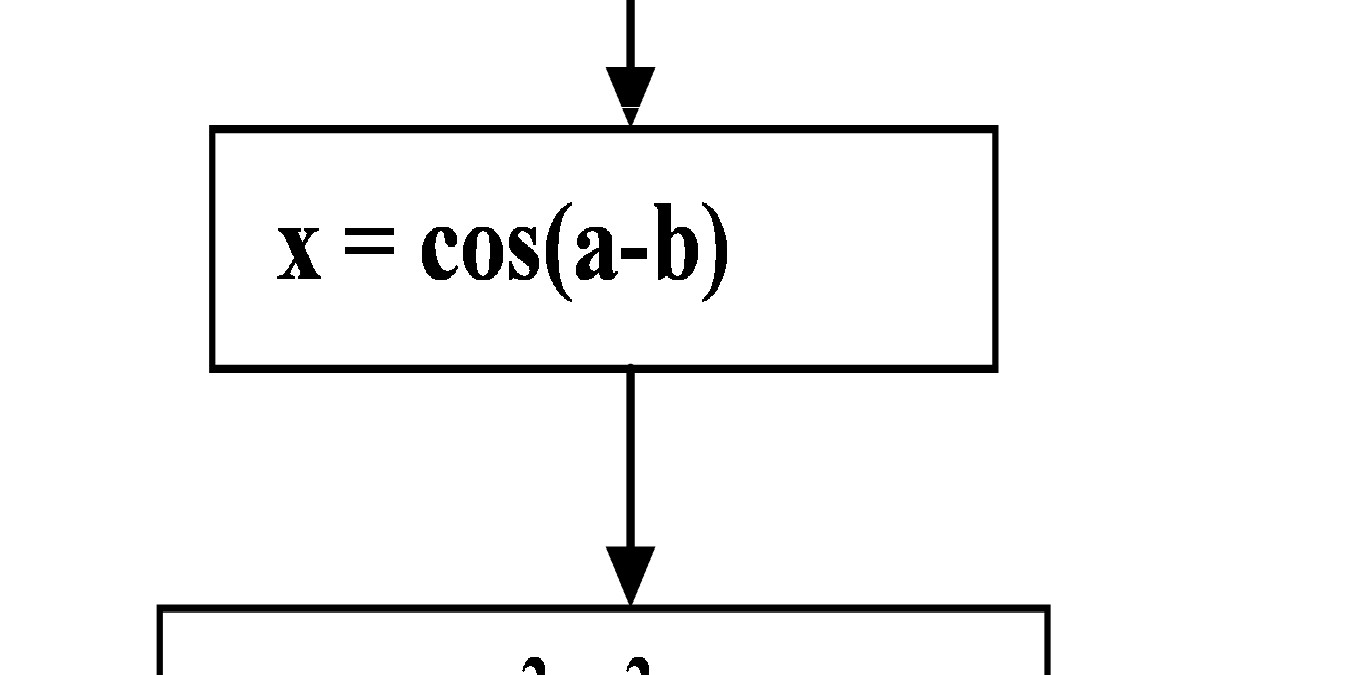 x = cos(a-b)